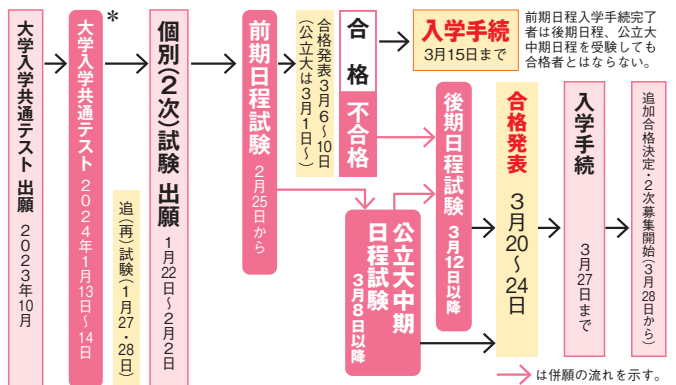 大学入学共通テスト 出願 2023年10月
大学入学共通テスト 2024年1月13日～14日
＊
追(再)試験(1月27・28日)
個別(2次)試験 出願 1月22日～2月2日
前期日程試験 2月25日から
合格発表3月6～10日
(公立大は3月1日～)
合格
不合格
入学手続
3月15日まで
前期日程入学手続完了
者は後期日程、公立大
中期日程を受験しても
合格者とはならない。
公立大中期
日程試験
3月8日以降
後期日程試験 3月12日以降
合格発表 3月20～24日
入学手続 3月27日まで
追加合格決定・2次募集開始(3月28日から)
は併願の流れを示す。